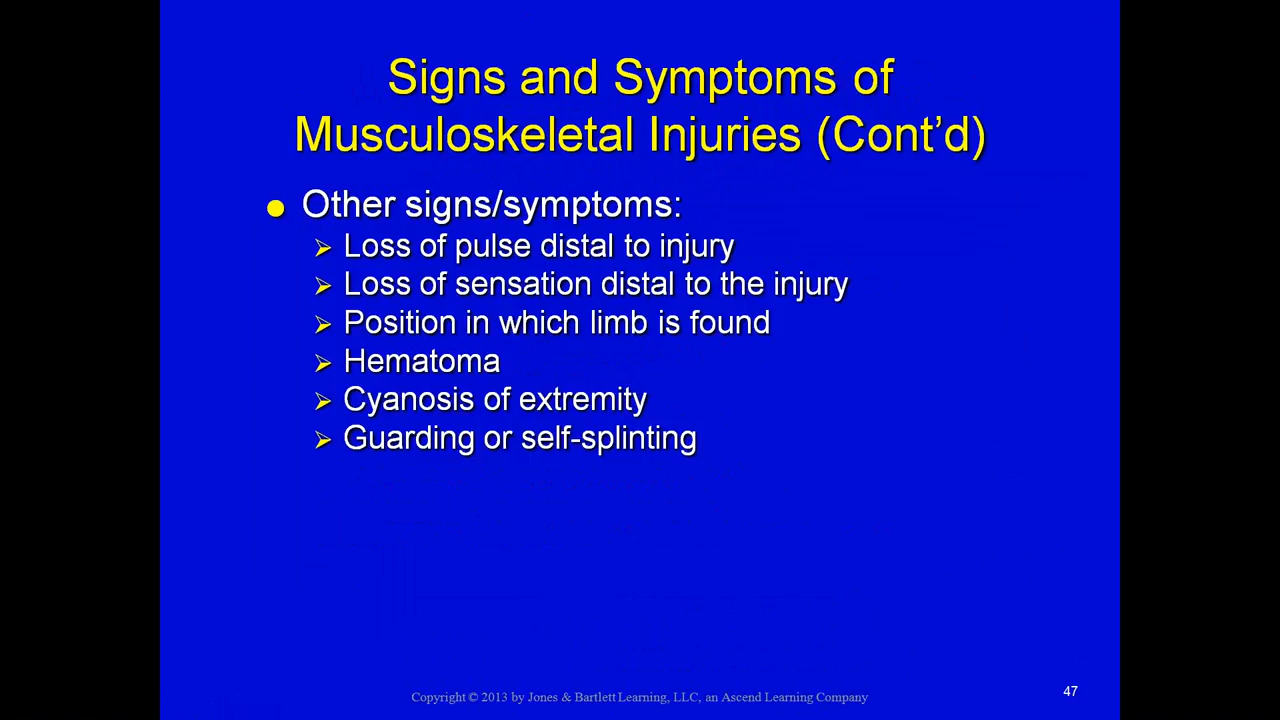 Signs and Symptoms of
Musculoskeletal Injuries (Cont’d)
Other signs/symptoms:
Loss of pulse distal to injury
Loss of sensation distal to the injury
Position in which limb is found
Hematoma
Cyanosis of extremity
Guarding or self-splinting
Copyright © 2013 by Jones & Bartlett Learning, LLC, an Ascend Learning Company
47